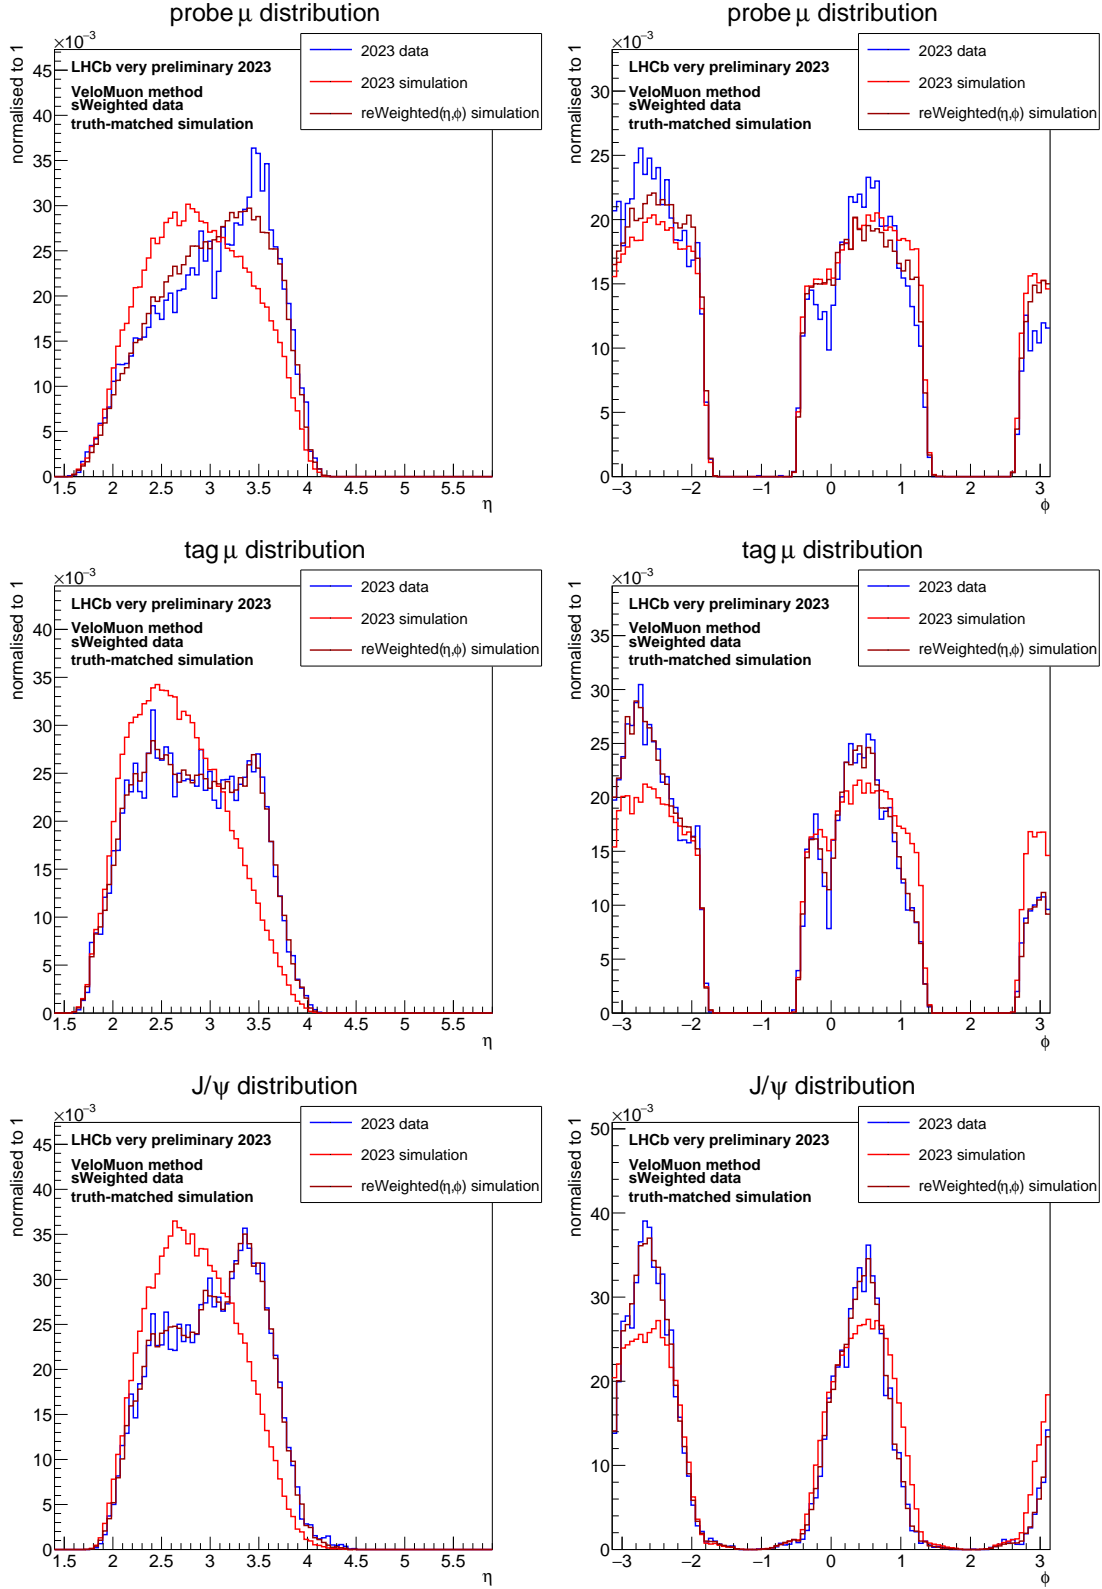 probe μ distribution
×10⁻³
normalised to 1
LHCb very preliminary 2023
VeloMuon method
sWeighted data
truth-matched simulation
2023 data
2023 simulation
reWeighted(η,φ) simulation
45
40
35
30
25
20
15
10
5
0
1.5 2 2.5 3 3.5 4 4.5 5 5.5
η
probe μ distribution
×10⁻³
normalised to 1
LHCb very preliminary 2023
VeloMuon method
sWeighted data
truth-matched simulation
2023 data
2023 simulation
reWeighted(η,φ) simulation
30
25
20
15
10
5
0
−3 −2 −1 0 1 2 3
φ
tag μ distribution
×10⁻³
normalised to 1
LHCb very preliminary 2023
VeloMuon method
sWeighted data
truth-matched simulation
2023 data
2023 simulation
reWeighted(η,φ) simulation
40
35
30
25
20
15
10
5
0
1.5 2 2.5 3 3.5 4 4.5 5 5.5
η
tag μ distribution
×10⁻³
normalised to 1
LHCb very preliminary 2023
VeloMuon method
sWeighted data
truth-matched simulation
2023 data
2023 simulation
reWeighted(η,φ) simulation
35
30
25
20
15
10
5
0
−3 −2 −1 0 1 2 3
φ
J/ψ distribution
×10⁻³
normalised to 1
LHCb very preliminary 2023
VeloMuon method
sWeighted data
truth-matched simulation
2023 data
2023 simulation
reWeighted(η,φ) simulation
45
40
35
30
25
20
15
10
5
0
1.5 2 2.5 3 3.5 4 4.5 5 5.5
η
J/ψ distribution
×10⁻³
normalised to 1
LHCb very preliminary 2023
VeloMuon method
sWeighted data
truth-matched simulation
2023 data
2023 simulation
reWeighted(η,φ) simulation
50
40
30
20
10
0
−3 −2 −1 0 1 2 3
φ